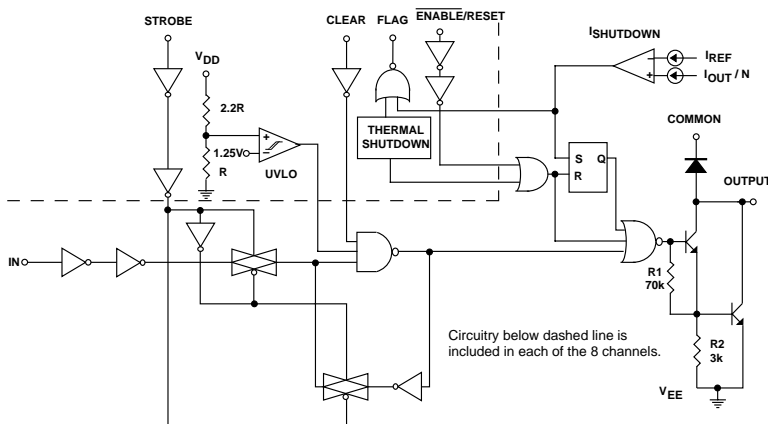 STROBE
CLEAR
FLAG
ENABLE/RESET
ISHUTDOWN
IREF
IOUT / N
VDD
2.2R
1.25V
R
UVLO
THERMAL
SHUTDOWN
S
Q
R
COMMON
OUTPUT
IN
R1
70k
R2
3k
VEE
Circuitry below dashed line is
included in each of the 8 channels.